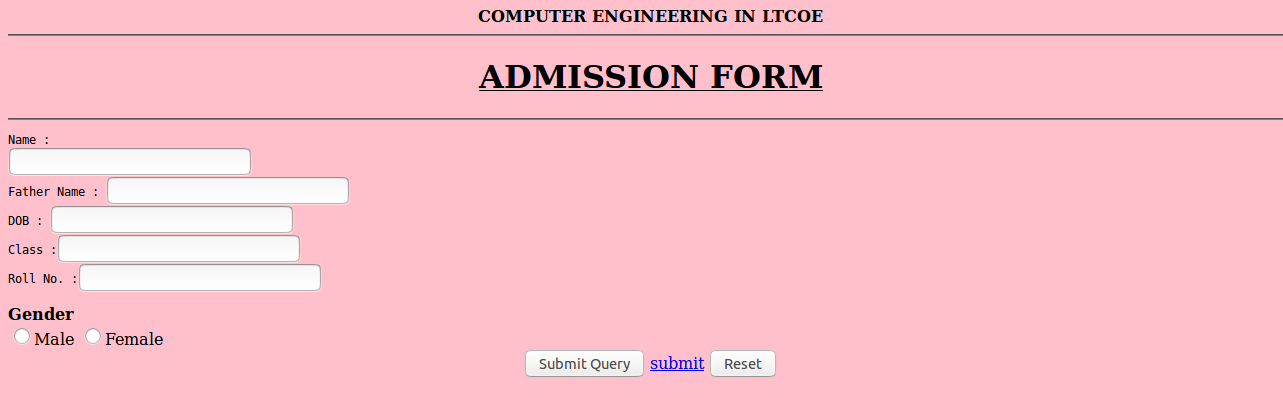 COMPUTER ENGINEERING IN LTCOE
ADMISSION FORM
Name :
Father Name :
DOB :
Class :
Roll No. :
Gender
Male Female
Submit Query submit Reset